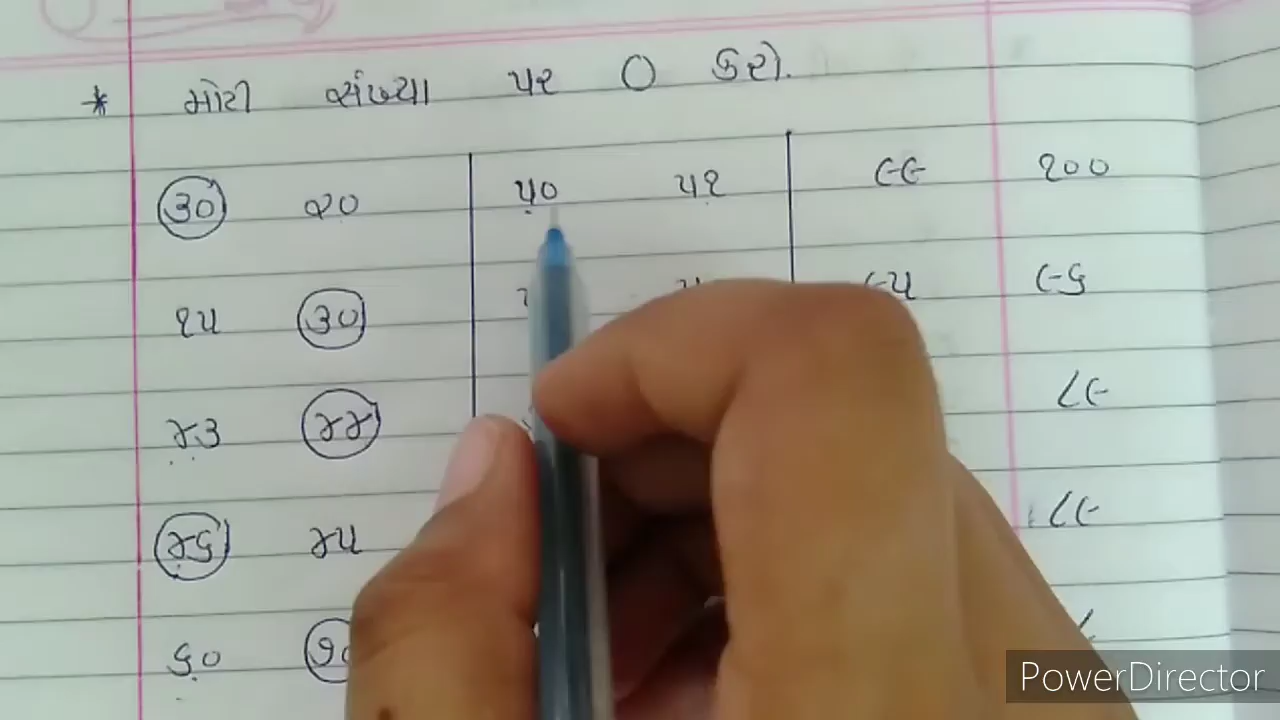 * મોટી સંખ્યા પર O કરો.
૩૦ ૨૦ ૫૦ ૫૧ ૯૯ ૧૦૦
૧૫ ૩૦ ૯૫ ૯૬
૪૩ ૪૪ ૮૯
૪૬ ૪૫ ૮૯
૬૦
PowerDirector